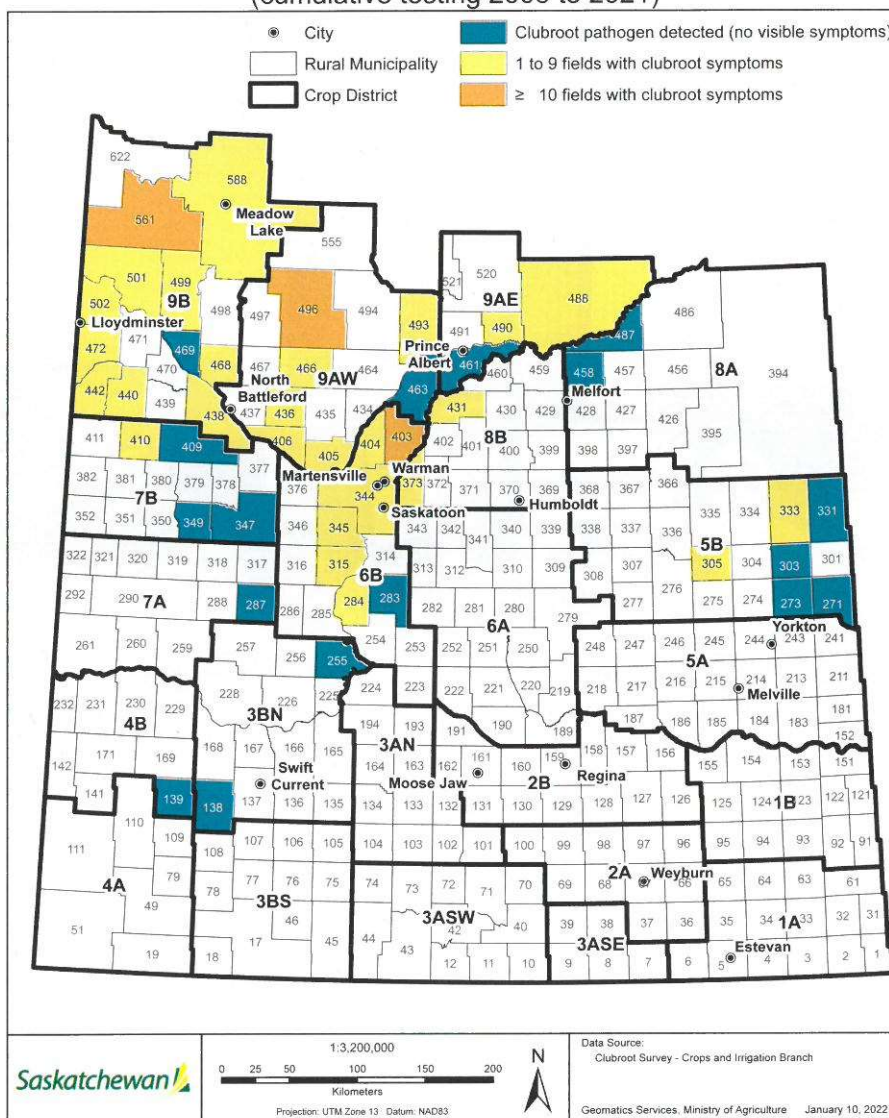 (cumulative testing 2008 to 2021)
City
Rural Municipality
Crop District
Clubroot pathogen detected (no visible symptoms)
1 to 9 fields with clubroot symptoms
≥ 10 fields with clubroot symptoms
622
588
Meadow Lake
561
555
501 499
9B
502
498 497 496 494 493
521 520
9AE
488
491 490
486
487
Lloydminster
Prince Albert
472 471 469 470 468 467 466 464
9AW
463 461 460 459 458 457 456
8A
394
442 440 439 438
North Battleford
437 436 435 434
431 430 429
Melfort
428 427 426
411 410 409
406 405 404 403 402 401 400 399 398 397 395
8B
382 381 380 379 378 377
Martensville
Warman
376 344 373 372 371 370 369 368 367 366
7B
Saskatoon
Humboldt
352 351 350 349 347 346 345
343 342 341 340 339 338 337 336 335 334 333 331
5B
322 321 320 319 318 317 316 315 314
6B
313 312 310 309 308 307 305 304 303 301
7A
292 290 288 287 286 285 284 283 282 281 280 279 277 276 275 274 273 271
6A
Yorkton
261 260 259 257 256 255 254 253 252 251 250 248 247 246 245 244 243 241
5A
232 231 230 229 228 226 225 224 223 222 221 220 219 218 217 216 215 214 213 211
4B
3BN
Melville
194 193 191 190 189 187 186 185 184 183 181
3AN
171 169 168 167 166 165 164 163 161 160 159 158 157 156 155 154 153 152 151
Swift Current
Moose Jaw
2B
Regina
1B
142 141 139 138 137 136 135 134 133 132 131 130 129 128 127 126 125 124 123 122 121
111 110 109 108 107 106 105 104 103 102 101 100 99 98 97 96 95 94 93 92 91
4A
3BS
2A
Weyburn
79 78 77 76 75 74 73 72 71 70 69 68 67 66 65 64 63 61
3ASW
1A
51 49 46 45 44 43 42 40 39 38 37 36 35 34 33 32 31
3ASE
Estevan
19 18 17 12 11 10 9 8 7 6 5 4 3 2 1
Saskatchewan
1:3,200,000
0 25 50 100 150 200
Kilometers
Projection: UTM Zone 13 Datum: NAD83
N
Data Source:
Clubroot Survey - Crops and Irrigation Branch
Geomatics Services, Ministry of Agriculture January 10, 2022